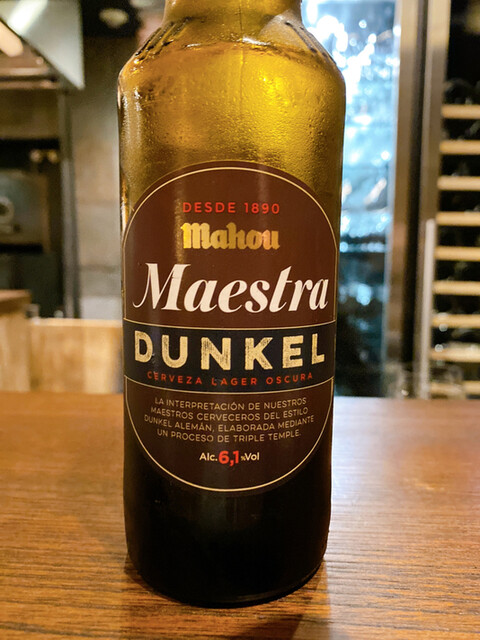 DESDE 1890
Mahou
Maestra
DUNKEL
CERVEZA LAGER OSCURA
LA INTERPRETACIÓN DE NUESTROS
MAESTROS CERVECEROS DEL ESTILO
DUNKEL ALEMÁN, ELABORADA MEDIANTE
UN PROCESO DE TRIPLE TEMPLE.
Alc. 6,1 %Vol